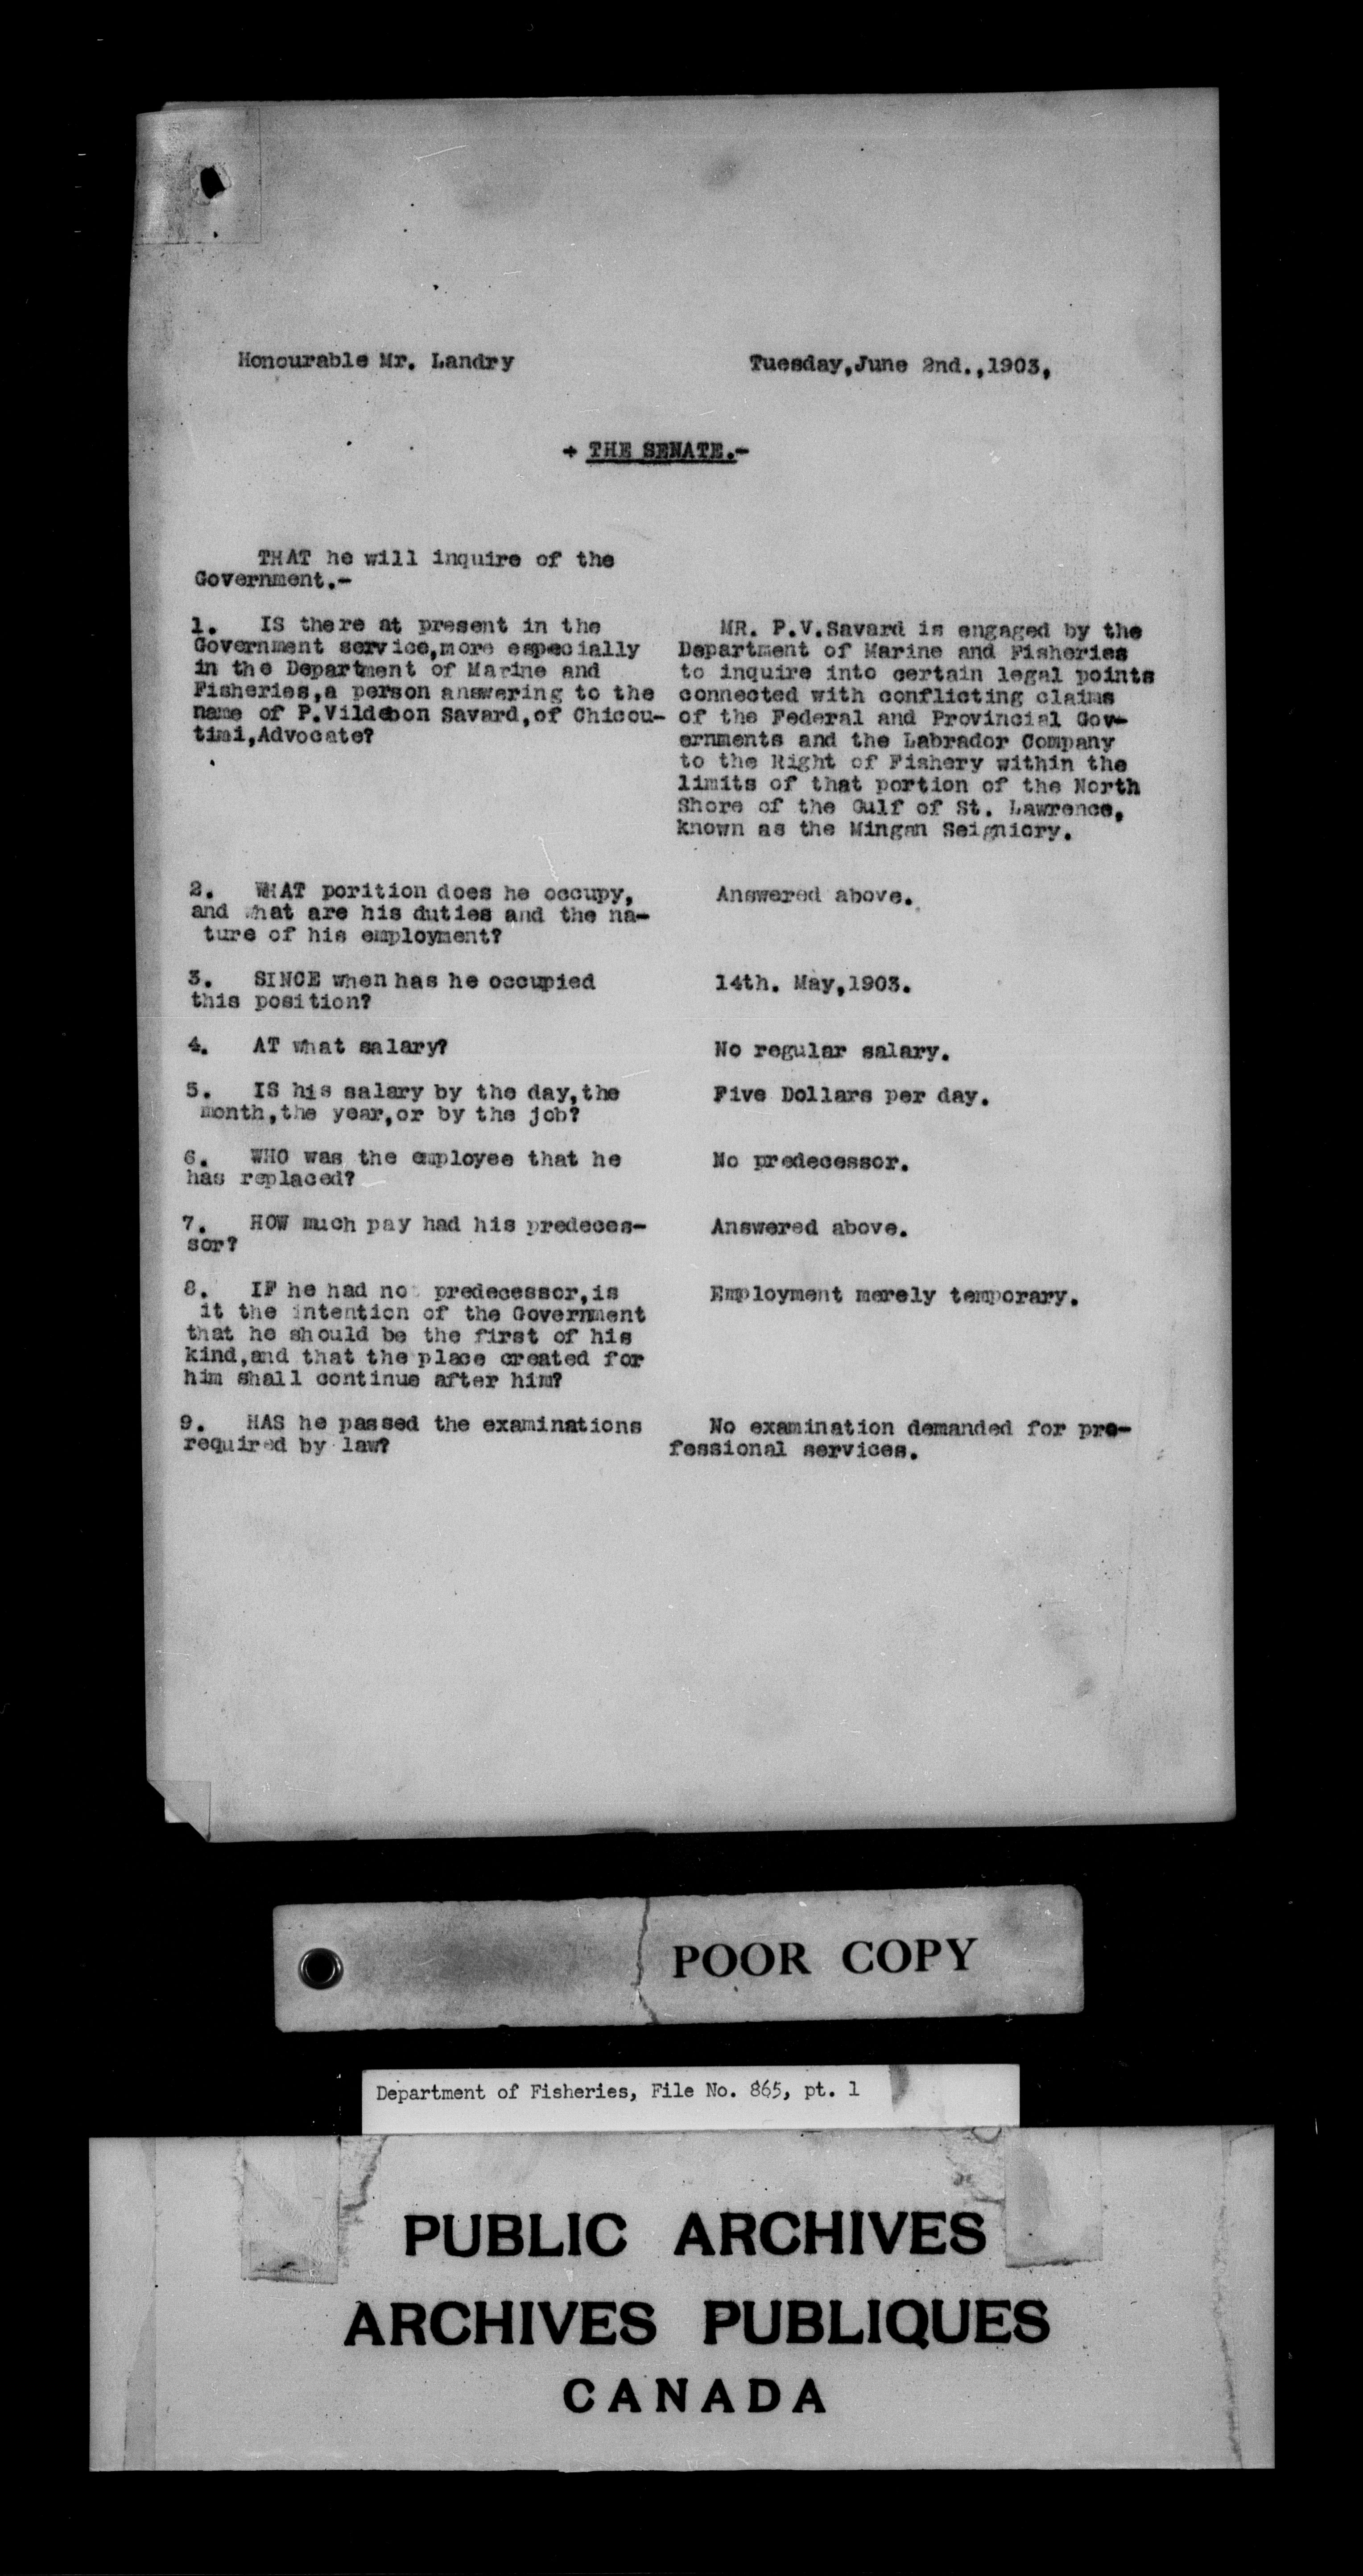 Honourable Mr. Landry
Tuesday,June 2nd.,1903,
+ THE SENATE.-
THAT he will inquire of the
Government.-
1. IS there at present in the
Government service,more especially
in the Department of Marine and
Fisheries,a person answering to the
name of P.Vildebon Savard,of Chicou-
timi,Advocate?
MR. P.V.Savard is engaged by the
Department of Marine and Fisheries
to inquire into certain legal points
connected with conflicting claims
of the Federal and Provincial Gov-
ernments and the Labrador Company
to the Right of Fishery within the
limits of that portion of the North
Shore of the Gulf of St. Lawrence,
known as the Mingan Seigniory.
2. WHAT porition does he occupy,
and what are his duties and the na-
ture of his employment?
Answered above.
3. SINCE when has he occupied
this position?
14th. May,1903.
4. AT what salary?
No regular salary.
5. IS his salary by the day,the
month,the year,or by the job?
Five Dollars per day.
6. WHO was the employee that he
has replaced?
No predecessor.
7. HOW much pay had his predeces-
sor?
Answered above.
8. IF he had no predecessor,is
it the intention of the Government
that he should be the first of his
kind,and that the place created for
him shall continue after him?
Employment merely temporary.
9. HAS he passed the examinations
required by law?
No examination demanded for pro-
fessional services.
POOR COPY
Department of Fisheries, File No. 865, pt. 1
PUBLIC ARCHIVES
ARCHIVES PUBLIQUES
CANADA